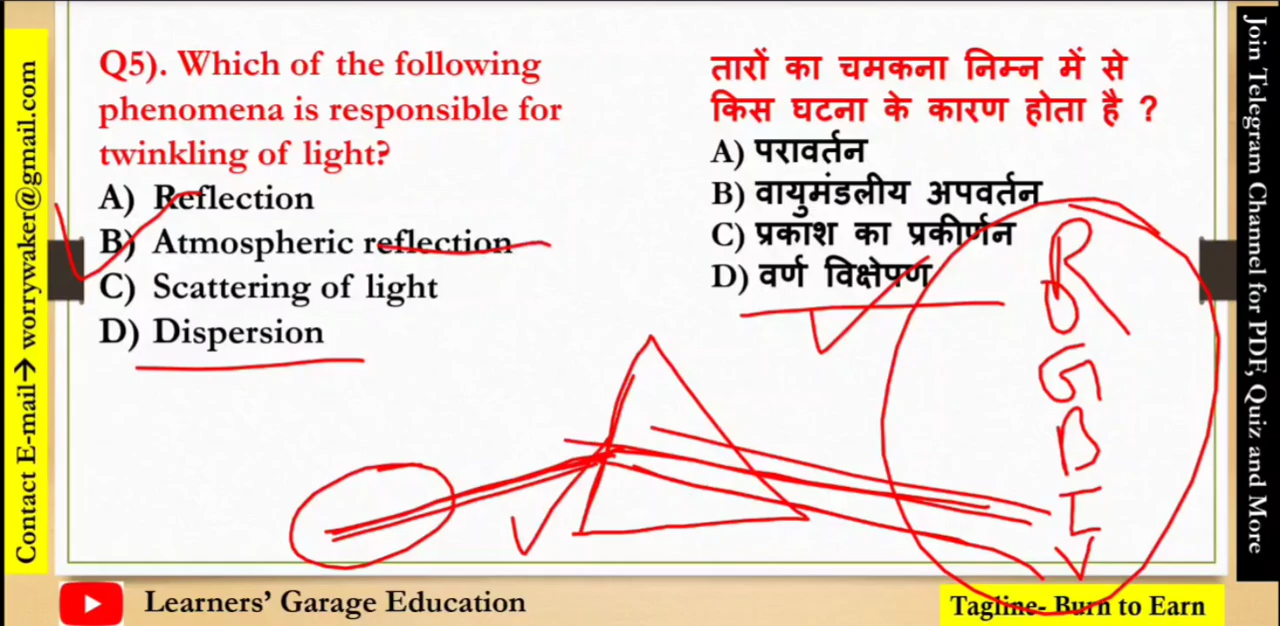 Q5). Which of the following
phenomena is responsible for
twinkling of light?
A) Reflection
B) Atmospheric reflection
C) Scattering of light
D) Dispersion
तारों का चमकना निम्न में से
किस घटना के कारण होता है ?
A) परावर्तन
B) वायुमंडलीय अपवर्तन
C) प्रकाश का प्रकीर्णन
D) वर्ण विक्षेपण
R
O
G
B
I
V
Contact E-mail→ worrywaker@gmail.com
Join Telegram Channel for PDF, Quiz and More
Learners' Garage Education
Tagline- Burn to Earn